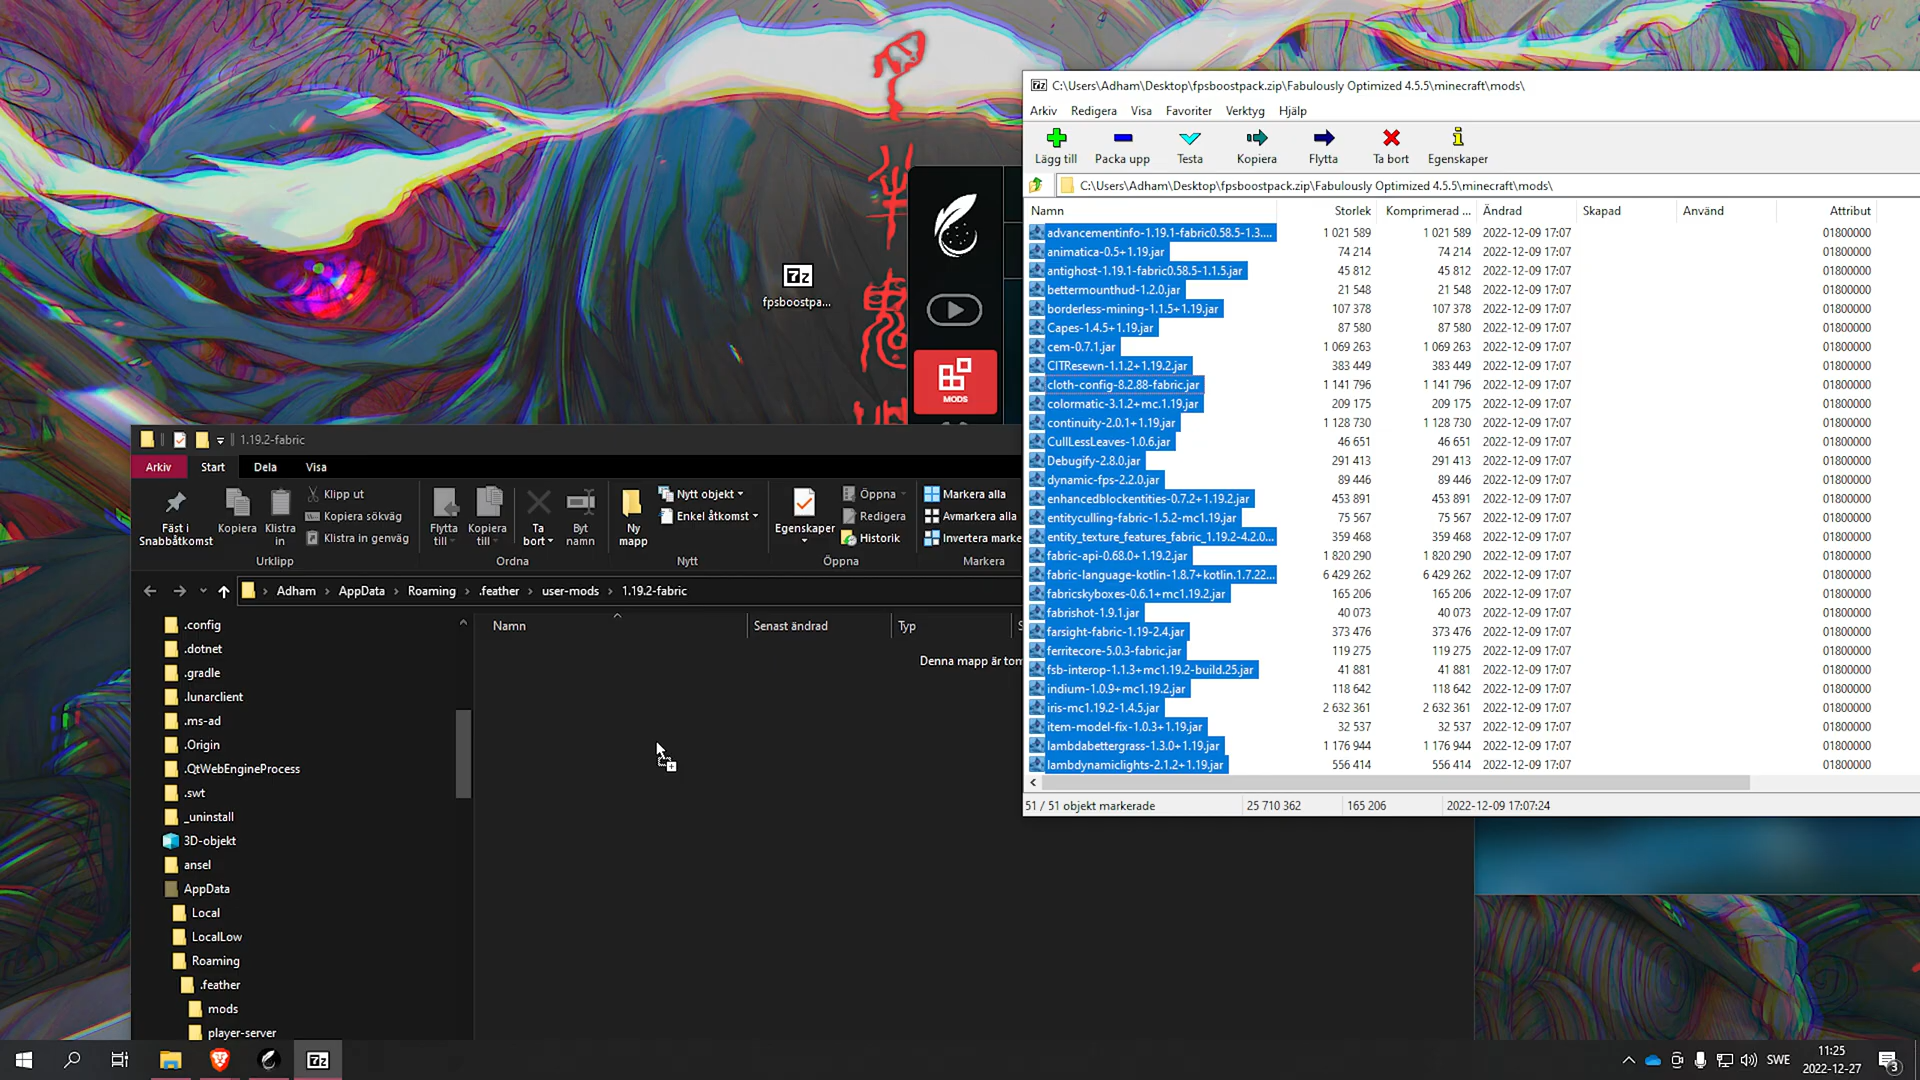 C:\Users\Adham\Desktop\fpsboostpack.zip\Fabulously Optimized 4.5.5\minecraft\mods\
Arkiv Redigera Visa Favoriter Verktyg Hjälp
Lägg till Packa upp Testa Kopiera Flytta Ta bort Egenskaper
C:\Users\Adham\Desktop\fpsboostpack.zip\Fabulously Optimized 4.5.5\minecraft\mods\
Namn Storlek Komprimerad ... Ändrad Skapad Använd Attribut
advancementinfo-1.19.1-fabric0.58.5-1.3.... 1 021 589 1 021 589 2022-12-09 17:07 01800000
animatica-0.5+1.19.jar 74 214 74 214 2022-12-09 17:07 01800000
antighost-1.19.1-fabric0.58.5-1.1.5.jar 45 812 45 812 2022-12-09 17:07 01800000
bettermounthud-1.2.0.jar 21 548 21 548 2022-12-09 17:07 01800000
borderless-mining-1.1.5+1.19.jar 107 378 107 378 2022-12-09 17:07 01800000
Capes-1.4.5+1.19.jar 87 580 87 580 2022-12-09 17:07 01800000
cem-0.7.1.jar 1 069 263 1 069 263 2022-12-09 17:07 01800000
CITResewn-1.1.2+1.19.2.jar 383 449 383 449 2022-12-09 17:07 01800000
cloth-config-8.2.88-fabric.jar 1 141 796 1 141 796 2022-12-09 17:07 01800000
colormatic-3.1.2+mc.1.19.jar 209 175 209 175 2022-12-09 17:07 01800000
continuity-2.0.1+1.19.jar 1 128 730 1 128 730 2022-12-09 17:07 01800000
CullLessLeaves-1.0.6.jar 46 651 46 651 2022-12-09 17:07 01800000
Debugify-2.8.0.jar 291 413 291 413 2022-12-09 17:07 01800000
dynamic-fps-2.2.0.jar 89 446 89 446 2022-12-09 17:07 01800000
enhancedblockentities-0.7.2+1.19.2.jar 453 891 453 891 2022-12-09 17:07 01800000
entityculling-fabric-1.5.2-mc1.19.jar 75 567 75 567 2022-12-09 17:07 01800000
entity_texture_features_fabric_1.19.2-4.2.0... 359 468 359 468 2022-12-09 17:07 01800000
fabric-api-0.68.0+1.19.2.jar 1 820 290 1 820 290 2022-12-09 17:07 01800000
fabric-language-kotlin-1.8.7+kotlin.1.7.22... 6 429 262 6 429 262 2022-12-09 17:07 01800000
fabricskyboxes-0.6.1+mc1.19.2.jar 165 206 165 206 2022-12-09 17:07 01800000
fabrishot-1.9.1.jar 40 073 40 073 2022-12-09 17:07 01800000
farsight-fabric-1.19-2.4.jar 373 476 373 476 2022-12-09 17:07 01800000
ferritecore-5.0.3-fabric.jar 119 275 119 275 2022-12-09 17:07 01800000
fsb-interop-1.1.3+mc1.19.2-build.25.jar 41 881 41 881 2022-12-09 17:07 01800000
indium-1.0.9+mc1.19.2.jar 118 642 118 642 2022-12-09 17:07 01800000
iris-mc1.19.2-1.4.5.jar 2 632 361 2 632 361 2022-12-09 17:07 01800000
item-model-fix-1.0.3+1.19.jar 32 537 32 537 2022-12-09 17:07 01800000
lambdabettergrass-1.3.0+1.19.jar 1 176 944 1 176 944 2022-12-09 17:07 01800000
lambdynamiclights-2.1.2+1.19.jar 556 414 556 414 2022-12-09 17:07 01800000
51 / 51 objekt markerade 25 710 362 165 206 2022-12-09 17:07:24
7z
fpsboostpa...
MODS
1.19.2-fabric
Arkiv Start Dela Visa
Fäst i Snabbåtkomst
Kopiera
Klistra in
Klipp ut
Kopiera sökväg
Klistra in genväg
Urklipp
Flytta till
Kopiera till
Ta bort
Byt namn
Ordna
Ny mapp
Nytt objekt
Enkel åtkomst
Nytt
Egenskaper
Öppna
Redigera
Historik
Öppna
Markera alla
Avmarkera alla
Invertera marke
Markera
Adham › AppData › Roaming › .feather › user-mods › 1.19.2-fabric
Namn Senast ändrad Typ S
Denna mapp är tom
.config
.dotnet
.gradle
.lunarclient
.ms-ad
.Origin
.QtWebEngineProcess
.swt
_uninstall
3D-objekt
ansel
AppData
Local
LocalLow
Roaming
.feather
mods
player-server
7z
SWE
11:25
2022-12-27
3